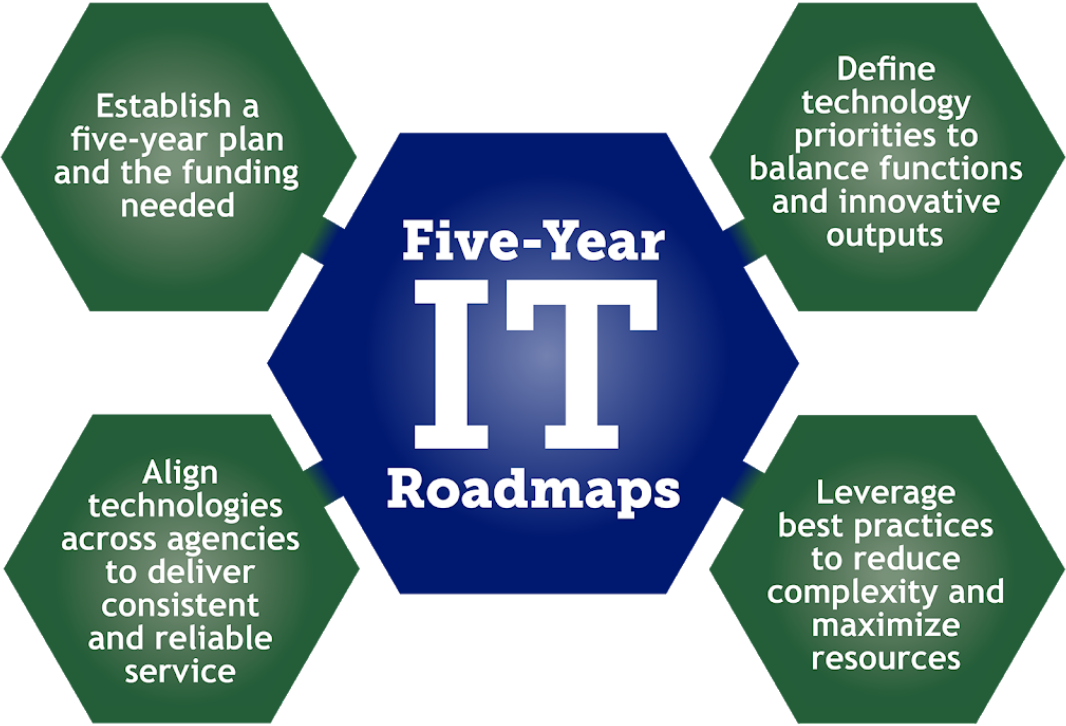 Establish a
five-year plan
and the funding
needed
Define
technology
priorities to
balance functions
and innovative
outputs
Five-Year
IT
Roadmaps
Align
technologies
across agencies
to deliver
consistent
and reliable
service
Leverage
best practices
to reduce
complexity and
maximize
resources